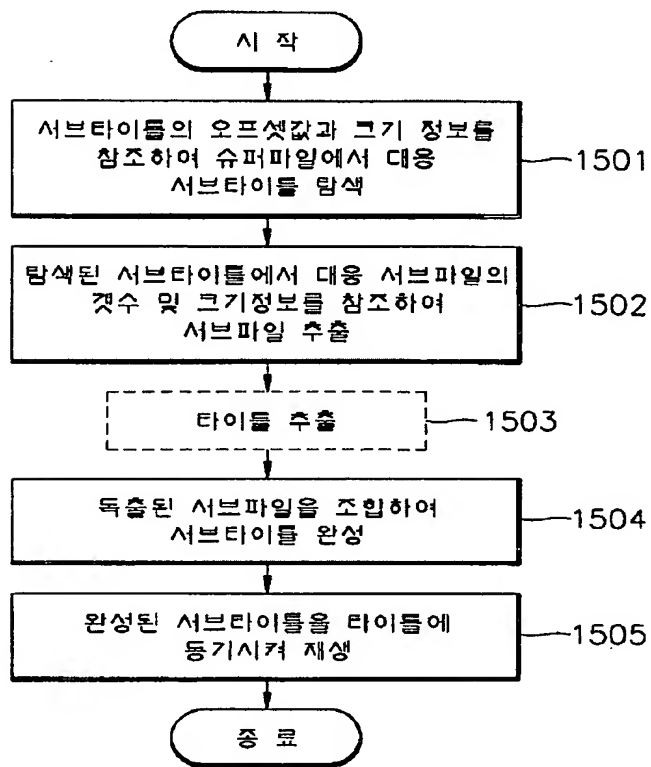 시 작
서브타이틀의 오프셋값과 크기 정보를
참조하여 슈퍼파일에서 대응
서브타이틀 탐색
1501
탐색된 서브타이틀에서 대응 서브파일의
갯수 및 크기정보를 참조하여
서브파일 추출
1502
타이틀 추출
1503
독출된 서브파일을 조합하여
서브타이틀 완성
1504
완성된 서브타이틀을 타이틀에
동기시켜 재생
1505
종 료